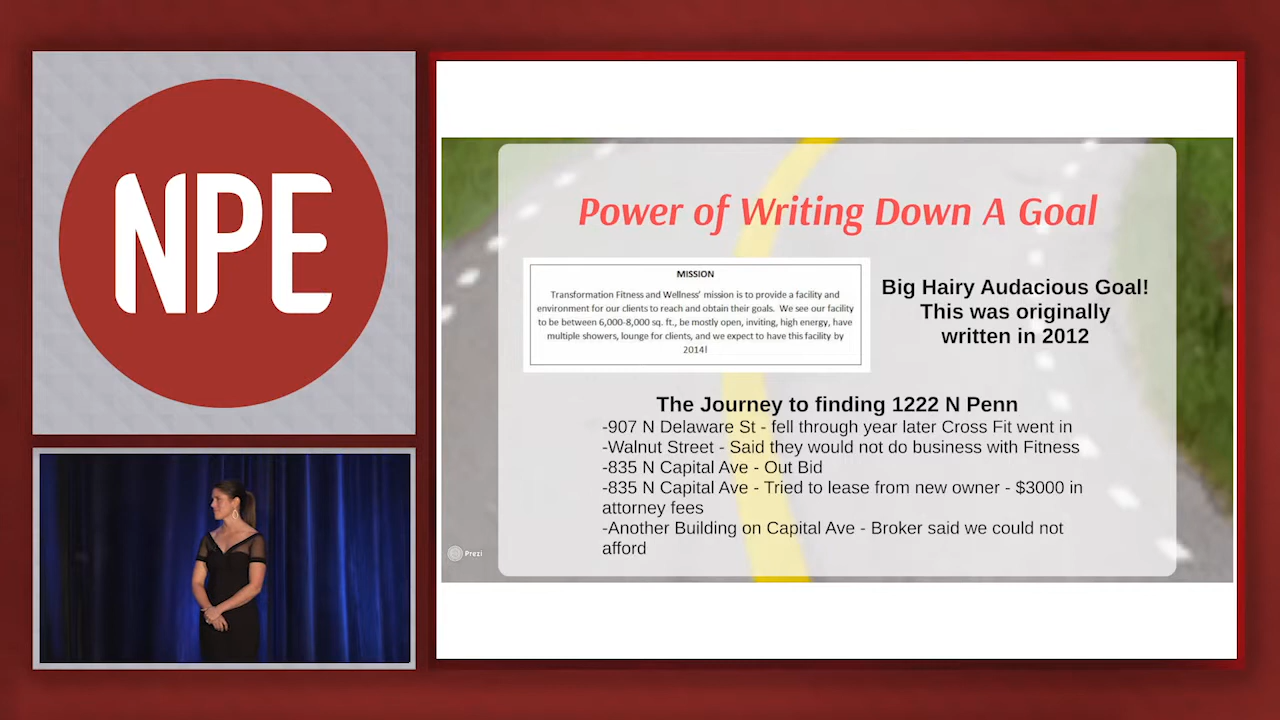 NPE
Power of Writing Down A Goal
MISSION
Transformation Fitness and Wellness' mission is to provide a facility and
environment for our clients to reach and obtain their goals. We see our facility
to be between 6,000-8,000 sq. ft., be mostly open, inviting, high energy, have
multiple showers, lounge for clients, and we expect to have this facility by
2014!
Big Hairy Audacious Goal!
This was originally
written in 2012
The Journey to finding 1222 N Penn
-907 N Delaware St - fell through year later Cross Fit went in
-Walnut Street - Said they would not do business with Fitness
-835 N Capital Ave - Out Bid
-835 N Capital Ave - Tried to lease from new owner - $3000 in
attorney fees
-Another Building on Capital Ave - Broker said we could not
afford
Prezi